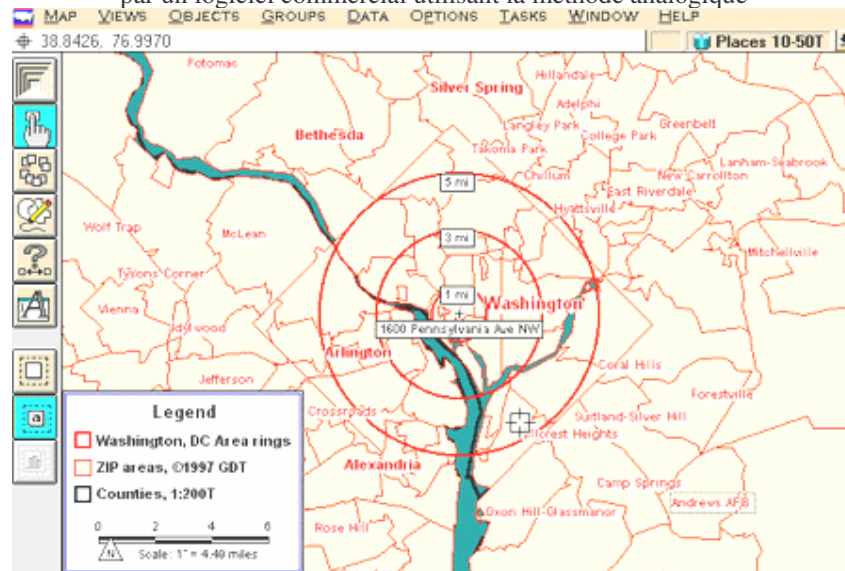 par un logiciel commercial utilisant la méthode analogique
MAP VIEWS OBJECTS GROUPS DATA OPTIONS TASKS WINDOW HELP
38.8426, 76.9970
Places 10-50T
Potomac
Silver Spring
Hillandale
Adelphi
Langley Park
College Park
Greenbelt
Bethesda
Takoma Park
Lanham-Seabrook
Chillum
New Carrollton
5 mi
East Riverdale
Hyattsville
Wolf Trap
McLean
3 mi
Mitchellville
Tysons Corner
1 mi
Washington
Vienna
Idylwood
1600 Pennsylvania Ave NW
Arlington
Coral Hills
Jefferson
Forestville
Crossroads
Suitland-Silver Hill
Hillcrest Heights
Alexandria
Camp Springs
Andrews AFB
Oxon Hill-Glassmanor
Rose Hill
Legend
Washington, DC Area rings
ZIP areas, ©1997 GDT
Counties, 1:200T
0 2 4 6
N
Scale: 1" = 4.48 miles